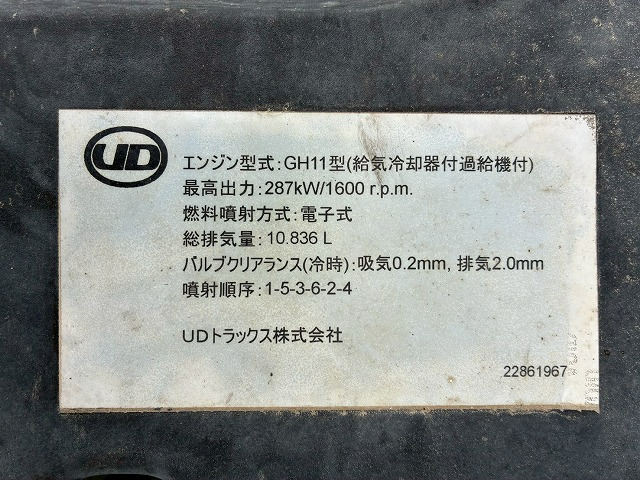 UD
エンジン型式:GH11型(給気冷却器付過給機付)
最高出力:287kW/1600 r.p.m.
燃料噴射方式:電子式
総排気量:10.836 L
バルブクリアランス(冷時):吸気0.2mm, 排気2.0mm
噴射順序:1-5-3-6-2-4
UDトラックス株式会社
22861967